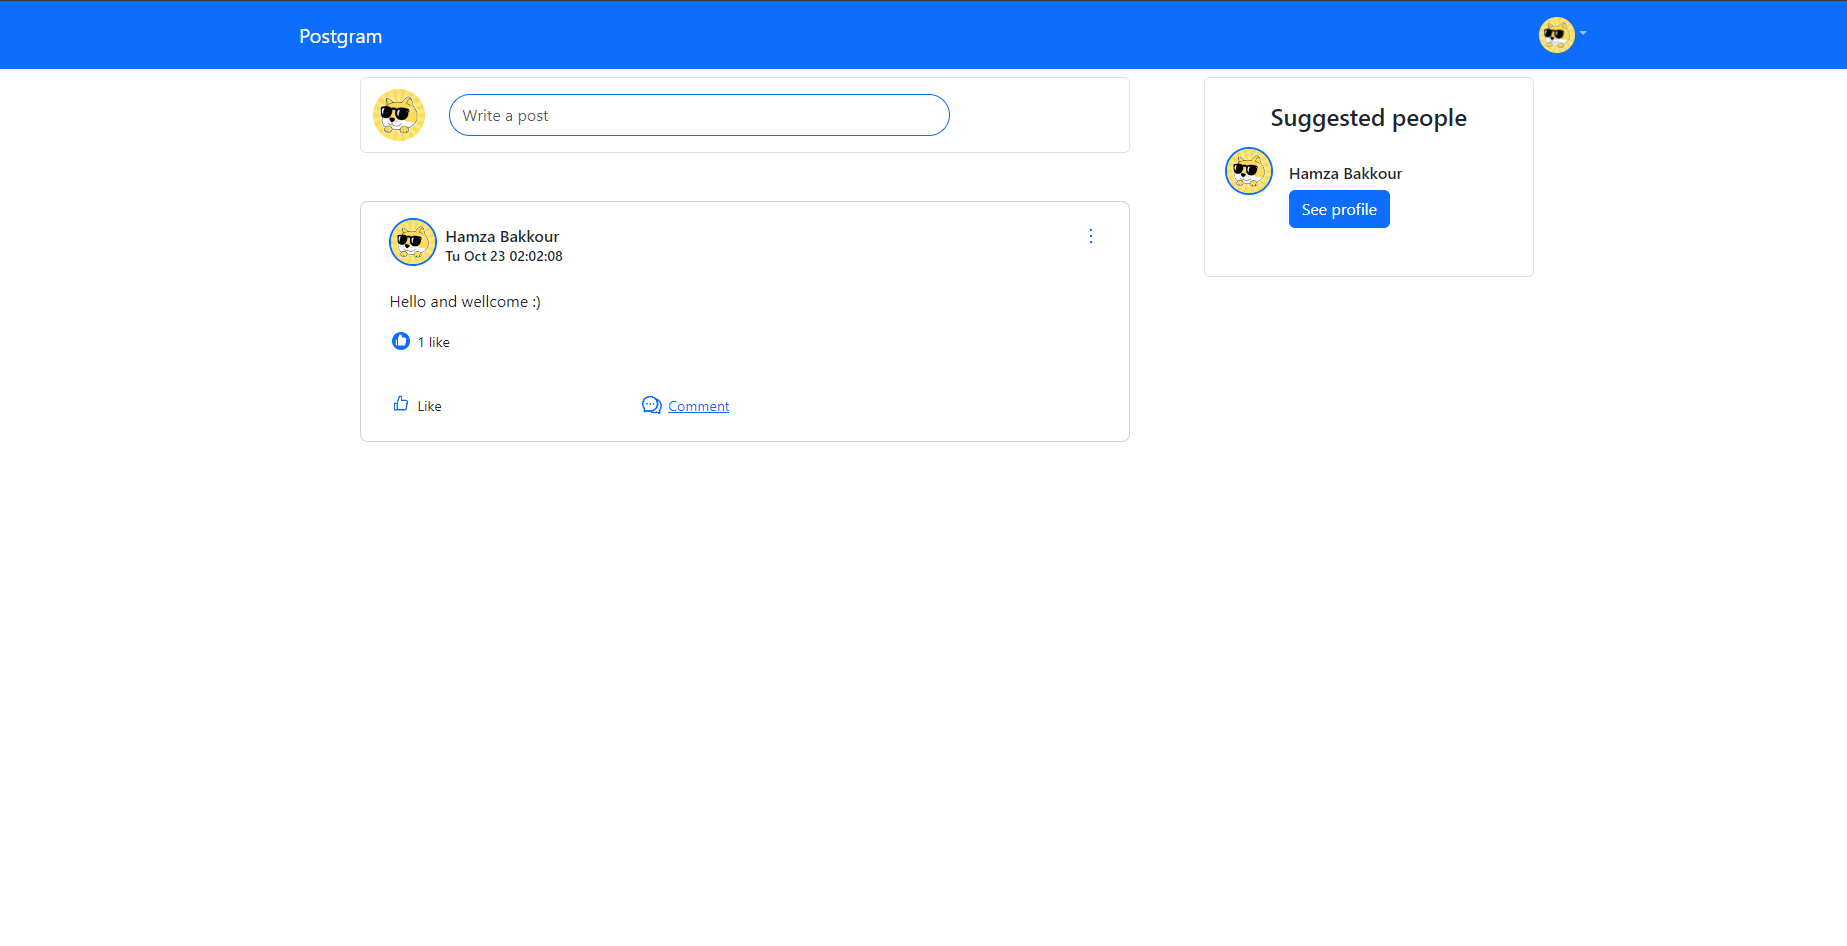 Postgram
Write a post
Hamza Bakkour
Tu Oct 23 02:02:08
Hello and wellcome :)
1 like
Like
Comment
Suggested people
Hamza Bakkour
See profile